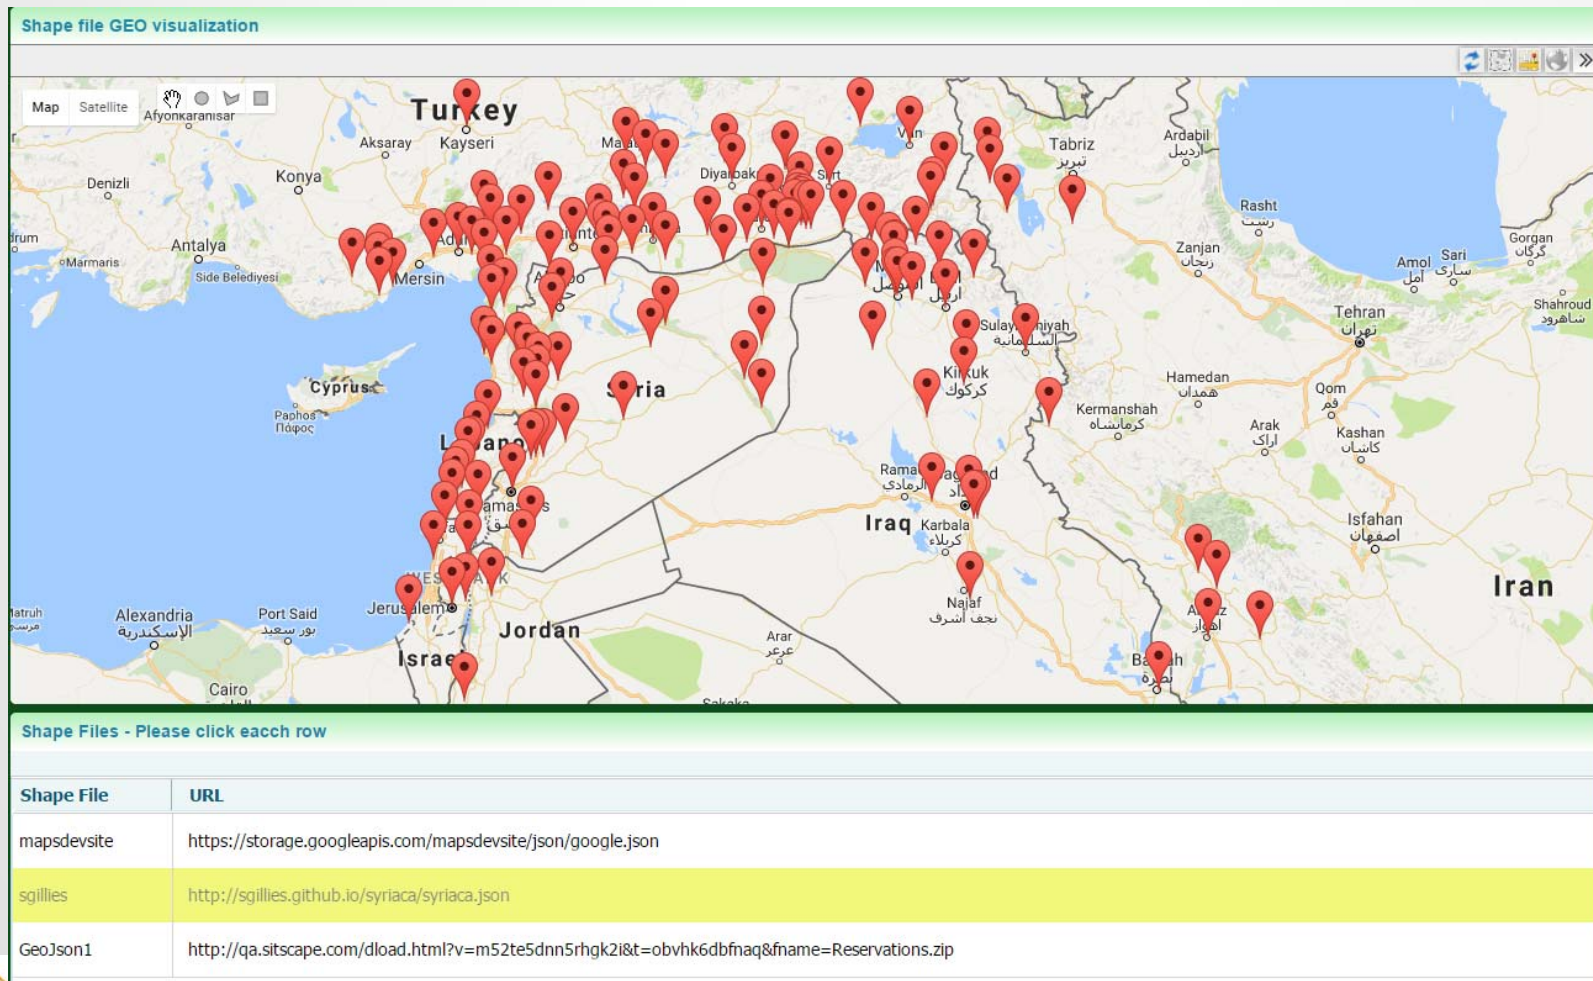 Shape file GEO visualization
Map
Satellite
Turkey
Afyonkarahisar
Aksaray
Kayseri
Van
Tabriz
تبریز
Ardabil
اردبیل
Denizli
Konya
Rasht
رشت
Antalya
Marmaris
Side Belediyesi
Mersin
Zanjan
زنجان
Gorgan
گرگان
Amol
آمل
Sari
ساری
Tehran
تهران
Shahroud
شاهرود
Cyprus
Paphos
Πάφος
Syria
Kirkuk
كركوك
Hamedan
همدان
Qom
قم
Kermanshah
کرمانشاه
Arak
اراک
Kashan
کاشان
Iraq
Karbala
كربلاء
Isfahan
اصفهان
Najaf
نجف أشرف
Iran
Alexandria
الإسكندرية
Port Said
بور سعيد
Jerusalem
Jordan
Arar
عرعر
Israel
Cairo
Sakaka
Shape Files - Please click eacch row
Shape File
URL
mapsdevsite
https://storage.googleapis.com/mapsdevsite/json/google.json
sgillies
http://sgillies.github.io/syriaca/syriaca.json
GeoJson1
http://qa.sitscape.com/dload.html?v=m52te5dnn5rhgk2i&t=obvhk6dbfnaq&fname=Reservations.zip